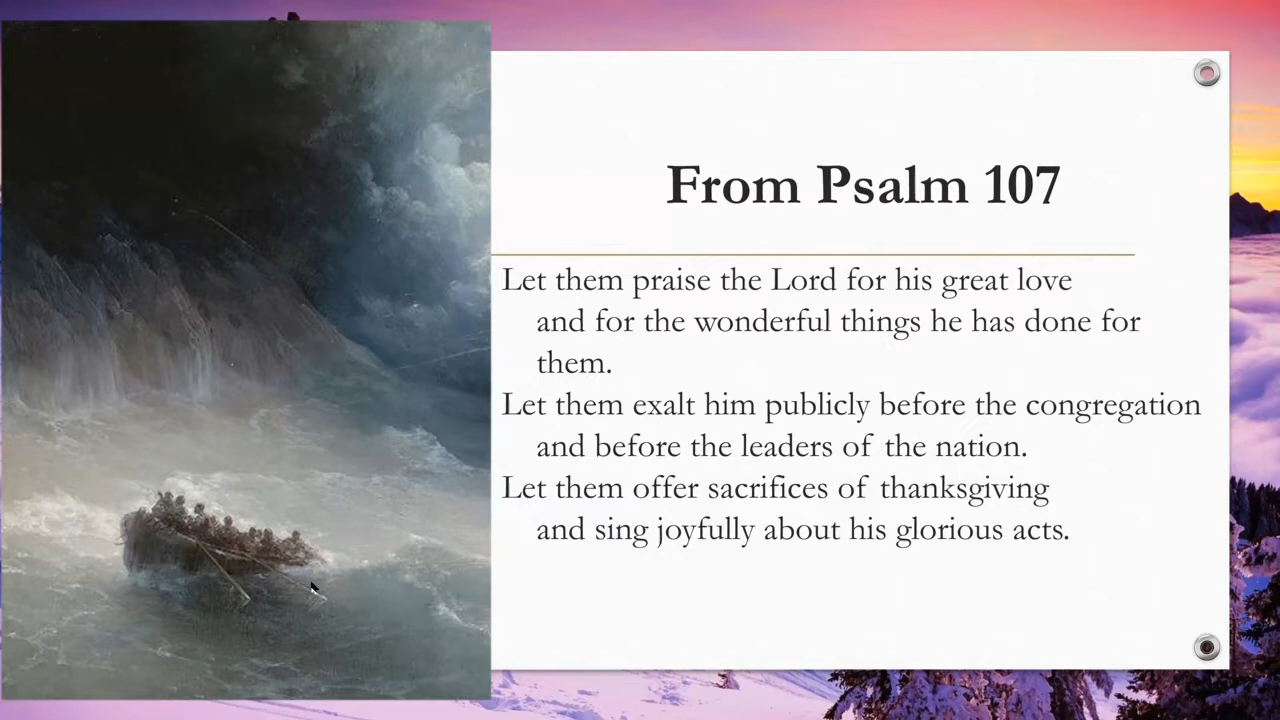 From Psalm 107
Let them praise the Lord for his great love
and for the wonderful things he has done for
them.
Let them exalt him publicly before the congregation
and before the leaders of the nation.
Let them offer sacrifices of thanksgiving
and sing joyfully about his glorious acts.